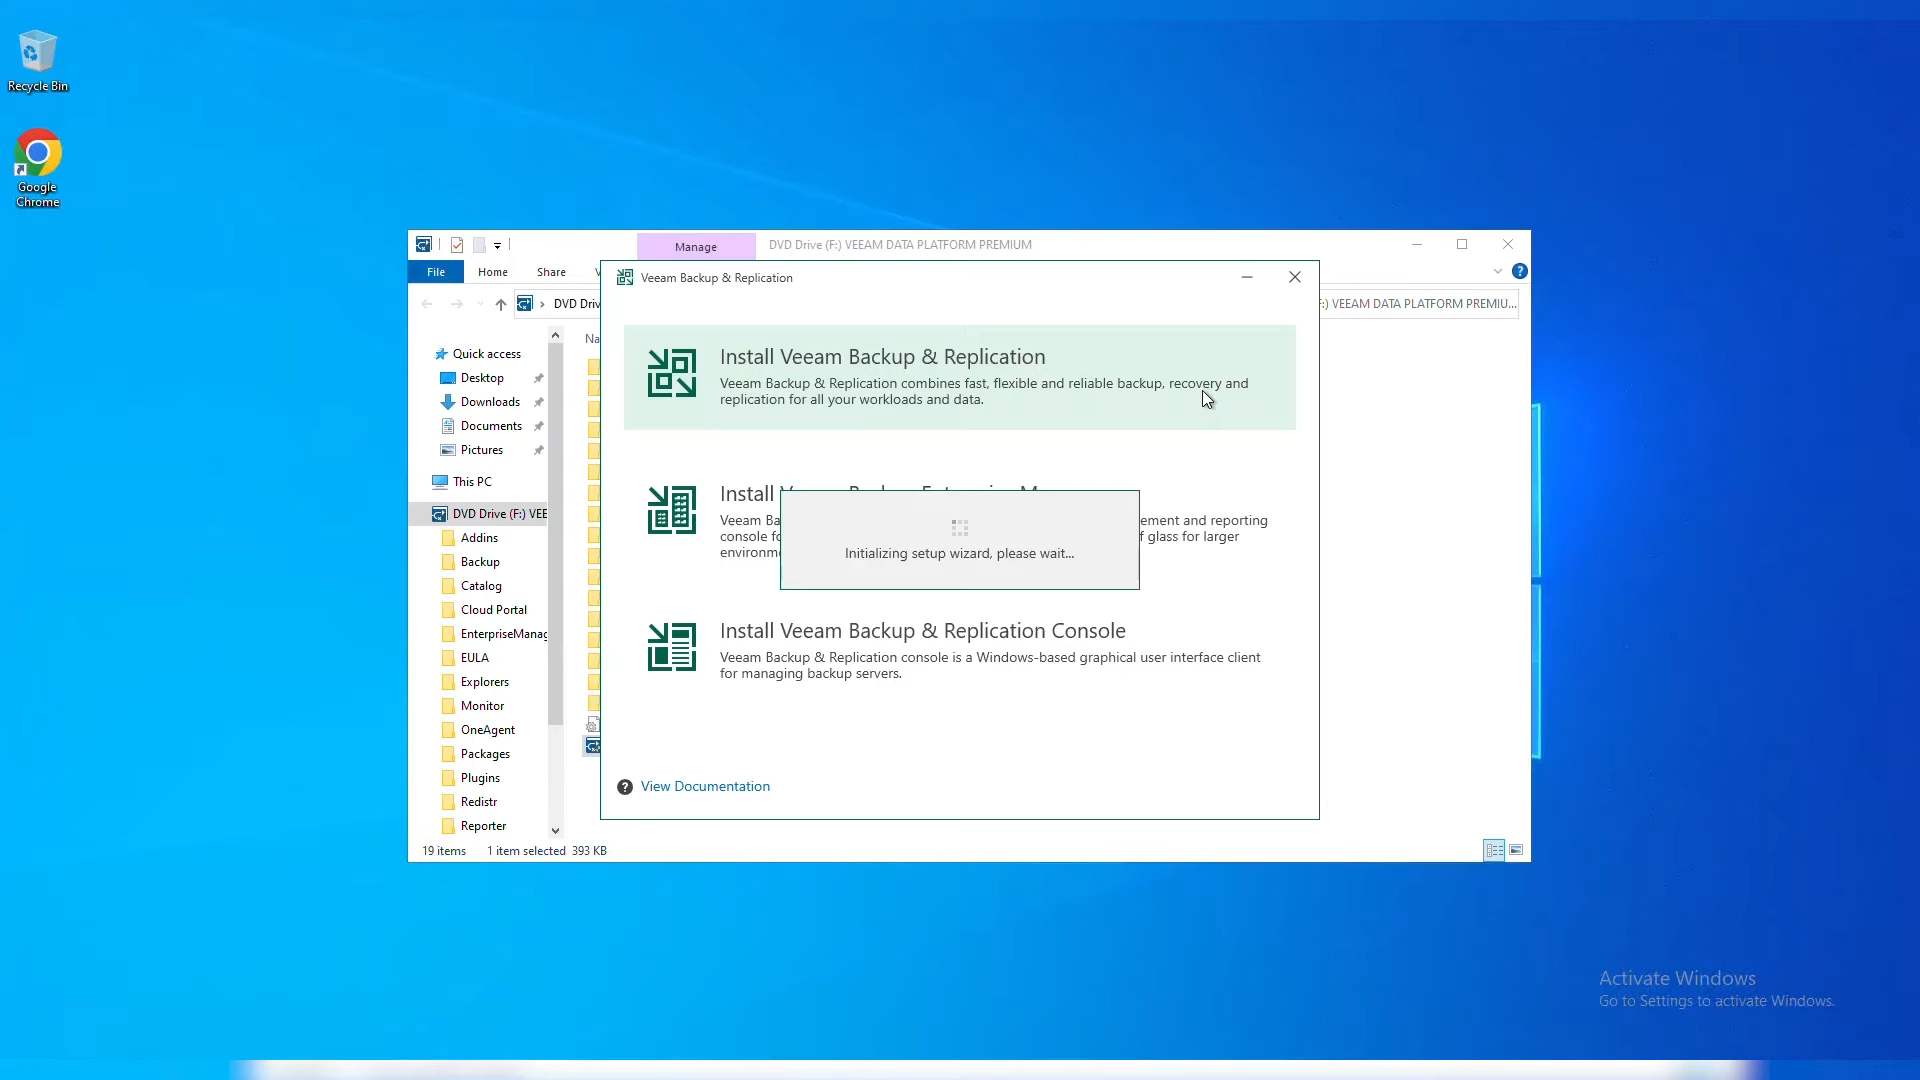 Recycle Bin
Google
Chrome
Manage
DVD Drive (F:) VEEAM DATA PLATFORM PREMIUM
File
Home
Share
Veeam Backup & Replication
DVD Driv
F:) VEEAM DATA PLATFORM PREMIU...
Na
Quick access
Desktop
Downloads
Documents
Pictures
This PC
DVD Drive (F:) VEE
Addins
Backup
Catalog
Cloud Portal
EnterpriseManag
EULA
Explorers
Monitor
OneAgent
Packages
Plugins
Redistr
Reporter
19 items
1 item selected 393 KB
Install Veeam Backup & Replication
Veeam Backup & Replication combines fast, flexible and reliable backup, recovery and
replication for all your workloads and data.
Install
Veeam Ba
ement and reporting
console fo
f glass for larger
environme
Initializing setup wizard, please wait...
Install Veeam Backup & Replication Console
Veeam Backup & Replication console is a Windows-based graphical user interface client
for managing backup servers.
View Documentation
Activate Windows
Go to Settings to activate Windows.